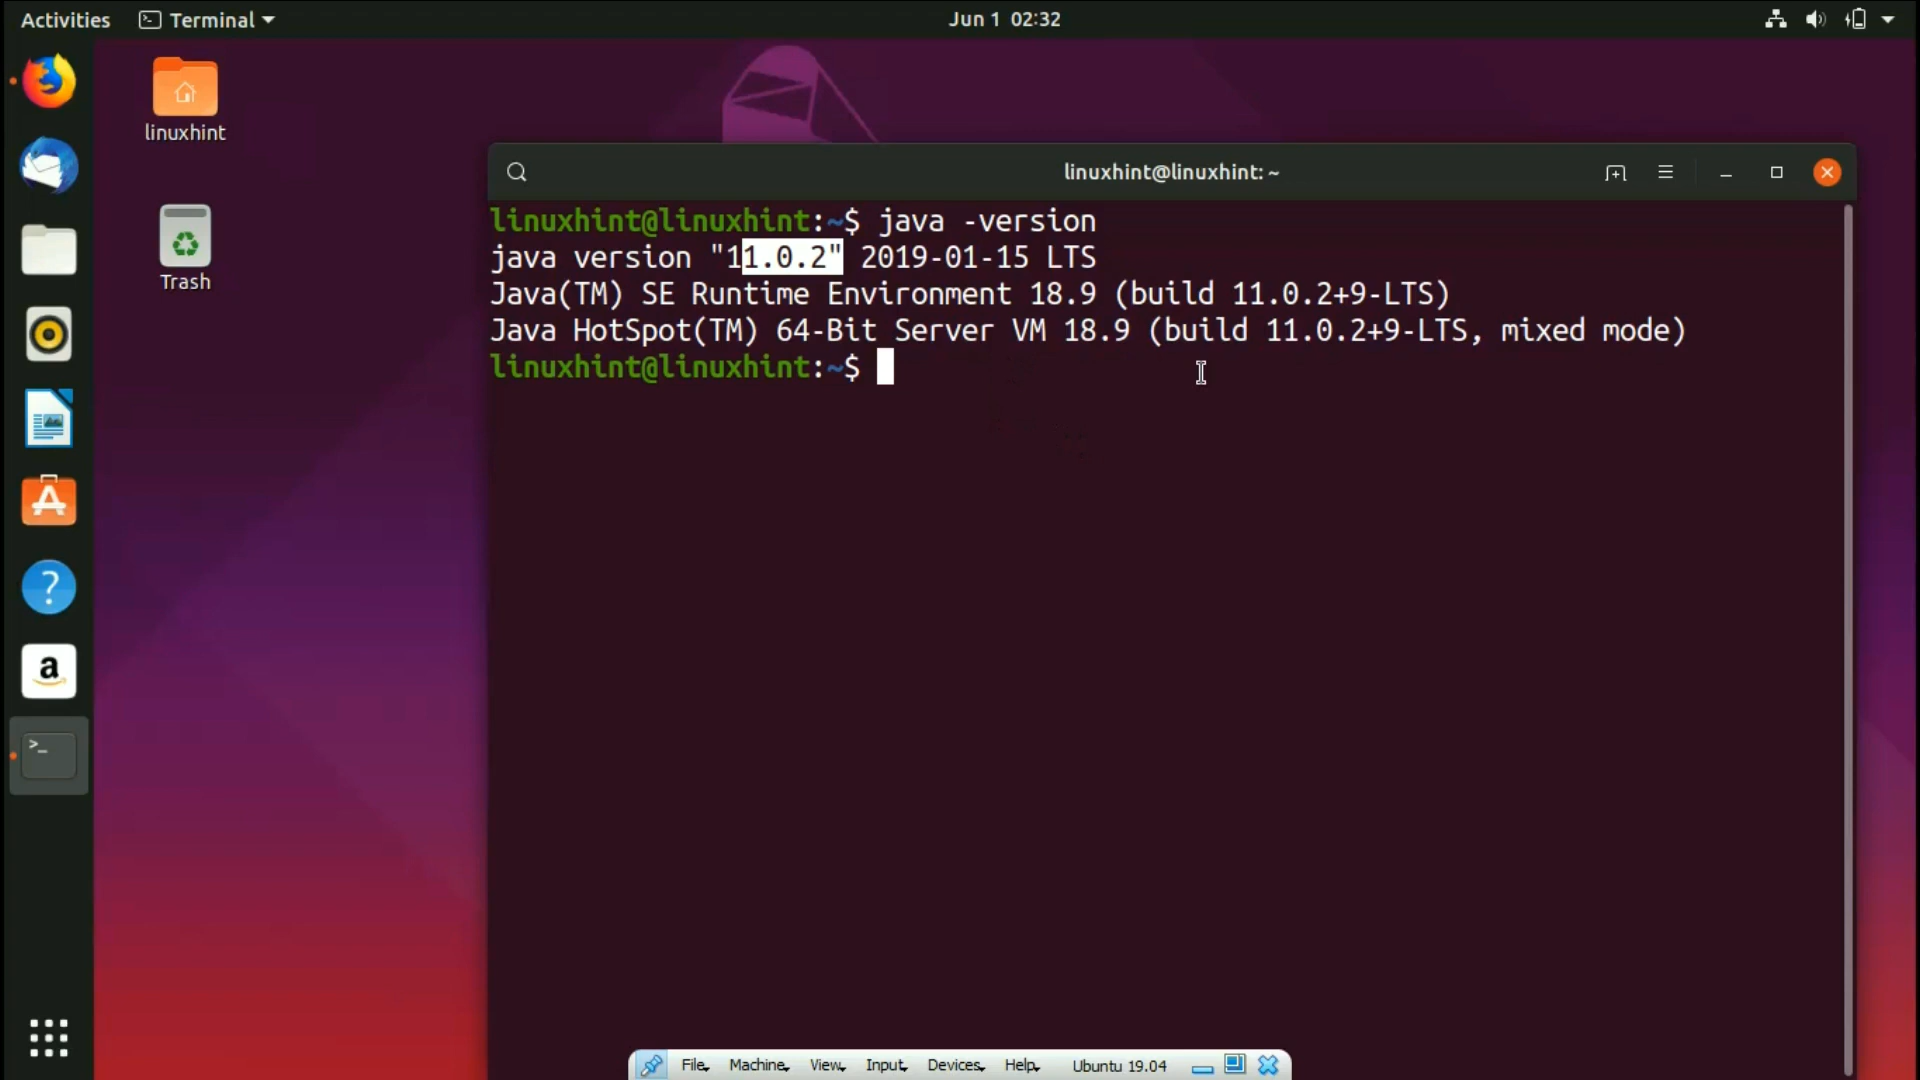 Activities
Terminal
Jun 1 02:32
linuxhint
Trash
linuxhint@linuxhint: ~
linuxhint@linuxhint:~$ java -version
java version "11.0.2" 2019-01-15 LTS
Java(TM) SE Runtime Environment 18.9 (build 11.0.2+9-LTS)
Java HotSpot(TM) 64-Bit Server VM 18.9 (build 11.0.2+9-LTS, mixed mode)
linuxhint@linuxhint:~$
File Machine View Input Devices Help Ubuntu 19.04